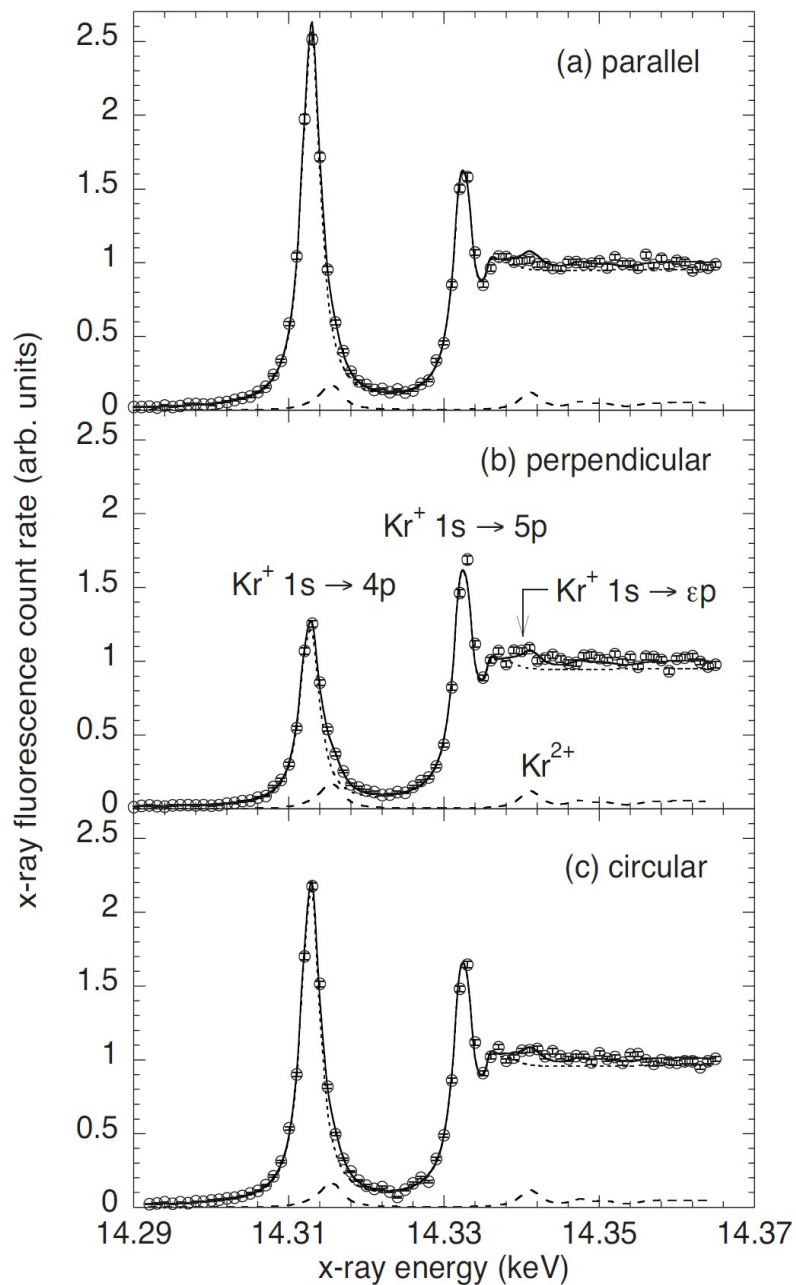 2.5
(a) parallel
2
1.5
1
0.5
0
2.5
(b) perpendicular
2
Kr+ 1s → 5p
1.5
Kr+ 1s → 4p
Kr+ 1s → εp
1
0.5
Kr2+
0
2.5
(c) circular
2
1.5
1
0.5
0
14.29 14.31 14.33 14.35 14.37
x-ray energy (keV)
x-ray fluorescence count rate (arb. units)